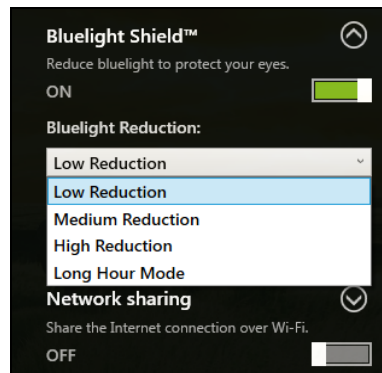 Bluelight Shield™
Reduce bluelight to protect your eyes.
ON
Bluelight Reduction:
Low Reduction
Low Reduction
Medium Reduction
High Reduction
Long Hour Mode
Network sharing
Share the Internet connection over Wi-Fi.
OFF